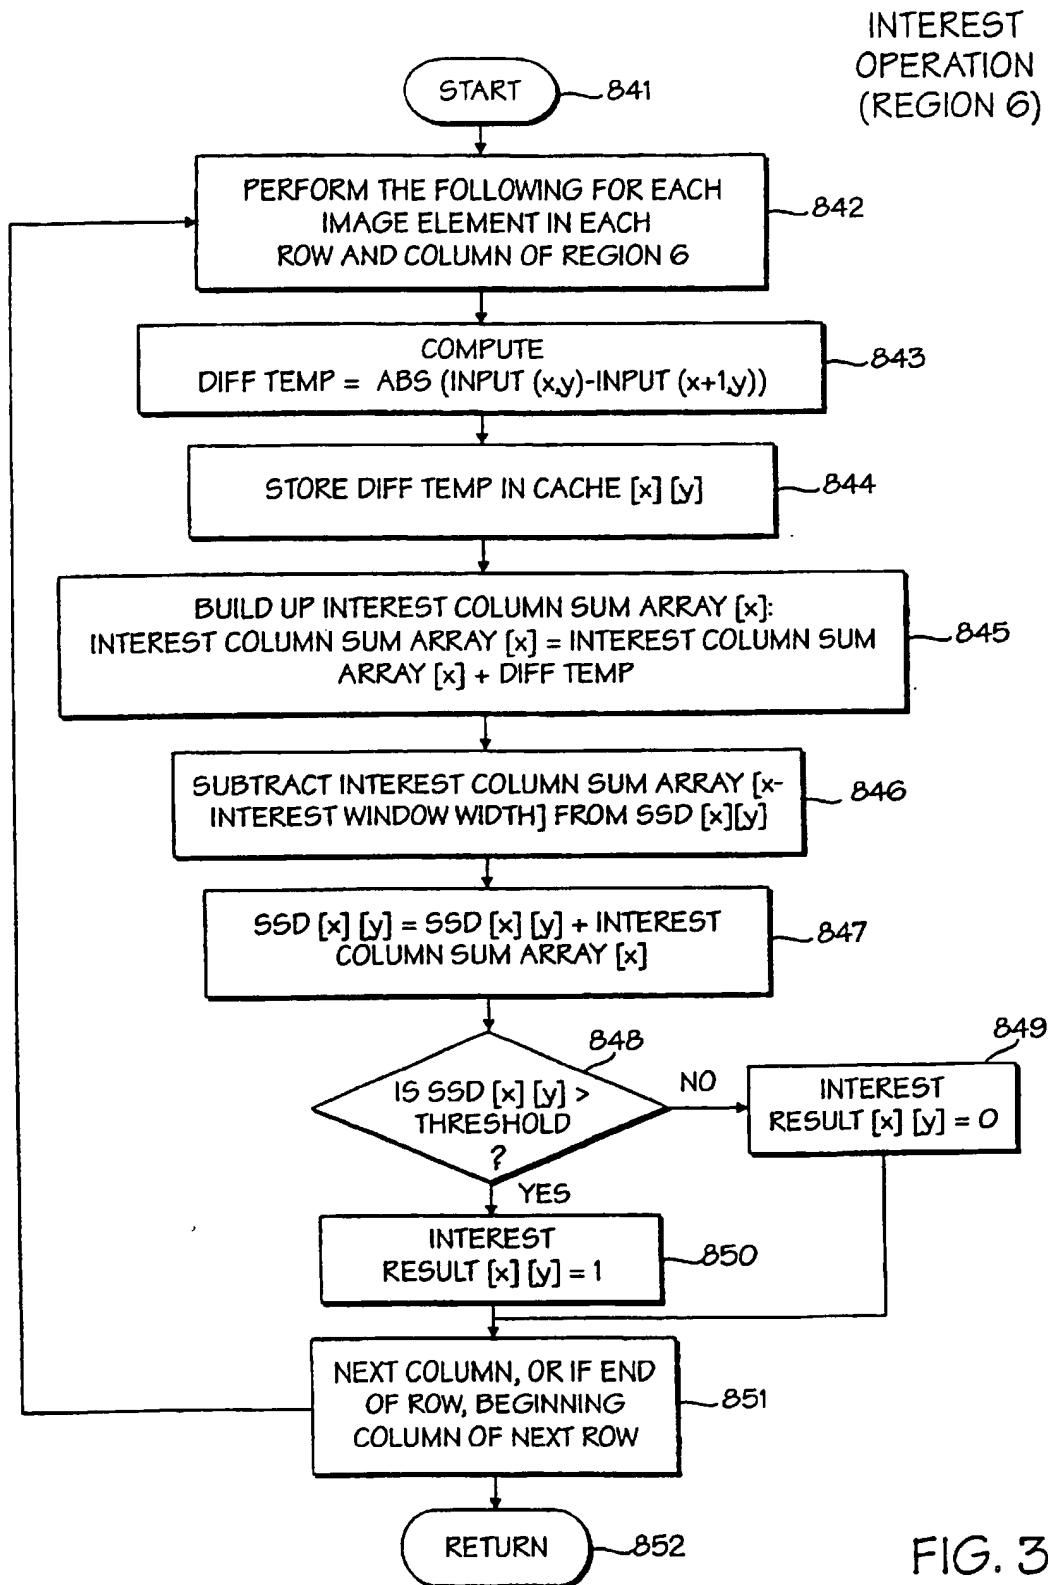 INTEREST
OPERATION
(REGION 6)
START
841
PERFORM THE FOLLOWING FOR EACH
IMAGE ELEMENT IN EACH
ROW AND COLUMN OF REGION 6
842
COMPUTE
DIFF TEMP = ABS (INPUT (x,y)-INPUT (x+1,y))
843
STORE DIFF TEMP IN CACHE [x] [y]
844
BUILD UP INTEREST COLUMN SUM ARRAY [x]:
INTEREST COLUMN SUM ARRAY [x] = INTEREST COLUMN SUM
ARRAY [x] + DIFF TEMP
845
SUBTRACT INTEREST COLUMN SUM ARRAY [x-
INTEREST WINDOW WIDTH] FROM SSD [x][y]
846
SSD [x] [y] = SSD [x] [y] + INTEREST
COLUMN SUM ARRAY [x]
847
848
IS SSD [x] [y] >
THRESHOLD
?
NO
849
INTEREST
RESULT [x] [y] = 0
YES
INTEREST
RESULT [x] [y] = 1
850
NEXT COLUMN, OR IF END
OF ROW, BEGINNING
COLUMN OF NEXT ROW
851
RETURN
852
FIG. 3